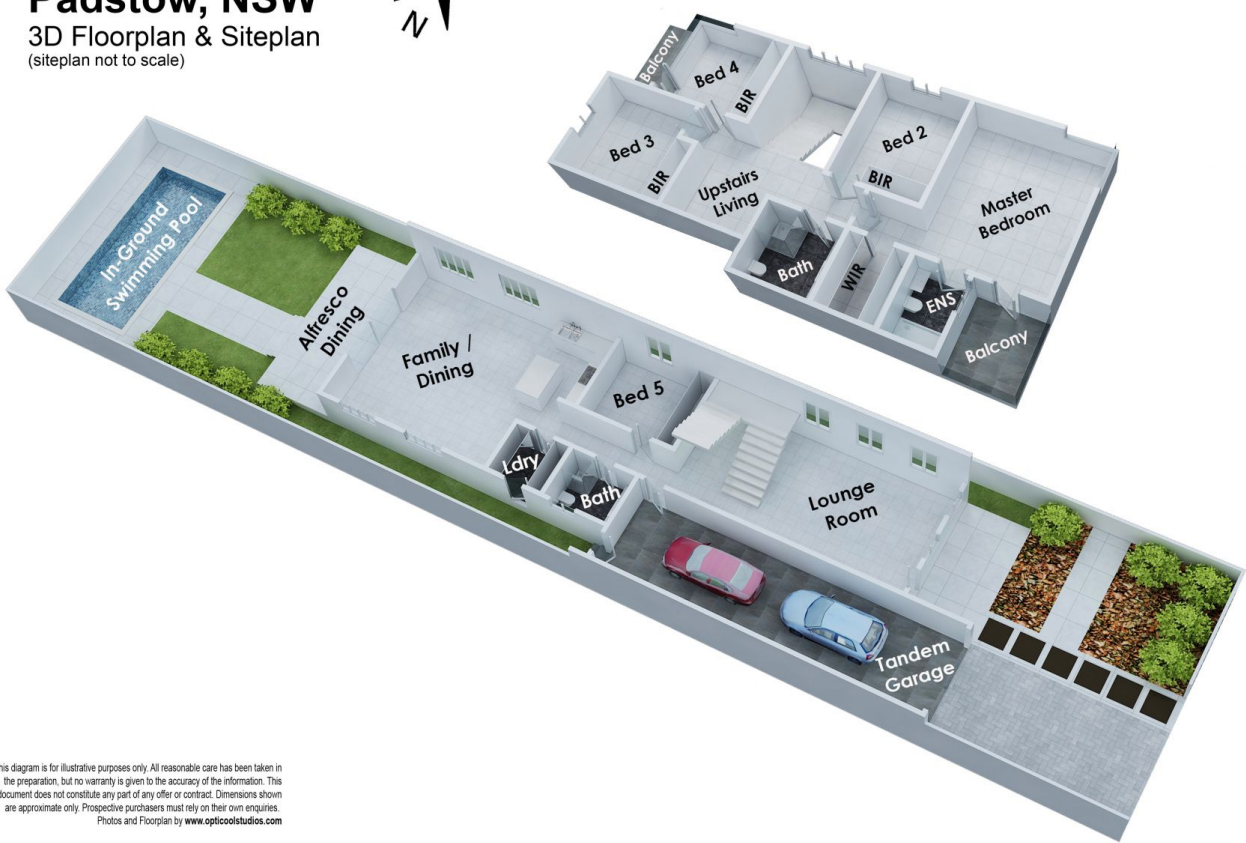 Padstow, NSW
3D Floorplan & Siteplan
(siteplan not to scale)
N
Balcony
Bed 4
BIR
Bed 3
BIR
Upstairs
Living
Bed 2
BIR
Master
Bedroom
Bath
WIR
ENS
Balcony
In-Ground
Swimming Pool
Alfresco
Dining
Family /
Dining
Bed 5
Ldry
Bath
Lounge
Room
Tandem
Garage
his diagram is for illustrative purposes only. All reasonable care has been taken in
the preparation, but no warranty is given to the accuracy of the information. This
document does not constitute any part of any offer or contract. Dimensions shown
are approximate only. Prospective purchasers must rely on their own enquiries.
Photos and Floorplan by www.opticoolstudios.com